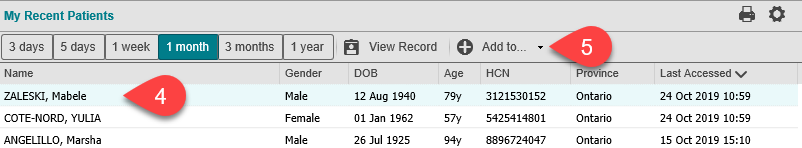 My Recent Patients
3 days 5 days 1 week 1 month 3 months 1 year View Record Add to... 5
Name Gender DOB Age HCN Province Last Accessed
ZALESKI, Mabele 4 Male 12 Aug 1940 79y 3121530152 Ontario 24 Oct 2019 10:59
COTE-NORD, YULIA Female 01 Jan 1962 57y 5425414801 Ontario 24 Oct 2019 10:59
ANGELILLO, Marsha Male 26 Jul 1925 94y 8896724047 Ontario 15 Oct 2019 15:10